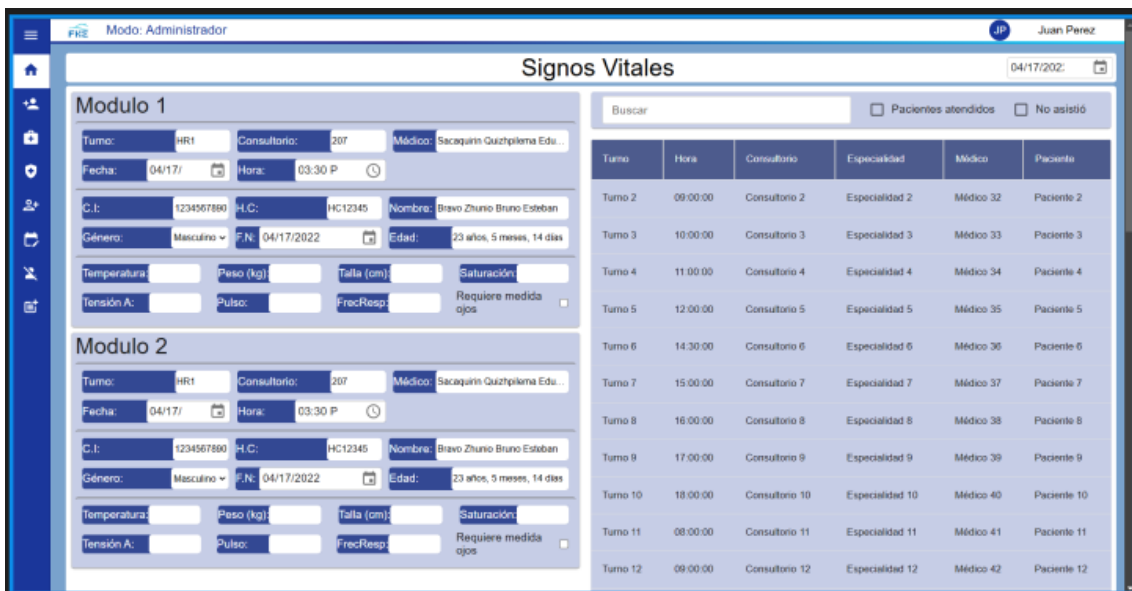 FHE Modo: Administrador JP Juan Perez
Signos Vitales 04/17/202
Modulo 1
Turno: HR1 Consultorio: 207 Médico: Sacaquirin Quizhpilema Edu...
Fecha: 04/17/ Hora: 03:30 P
C.I: 1234567890 H.C: HC12345 Nombre: Bravo Zhunio Bruno Esteban
Género: Masculino F.N: 04/17/2022 Edad: 23 años, 5 meses, 14 días
Temperatura: Peso (kg): Talla (cm): Saturación:
Tensión A: Pulso: FrecResp: Requiere medida
ojos
Modulo 2
Turno: HR1 Consultorio: 207 Médico: Sacaquirin Quizhpilema Edu...
Fecha: 04/17/ Hora: 03:30 P
C.I: 1234567890 H.C: HC12345 Nombre: Bravo Zhunio Bruno Esteban
Género: Masculino F.N: 04/17/2022 Edad: 23 años, 5 meses, 14 días
Temperatura: Peso (kg): Talla (cm): Saturación:
Tensión A: Pulso: FrecResp: Requiere medida
ojos
Buscar Pacientes atendidos No asistió
Turno Hora Consultorio Especialidad Médico Paciente
Turno 2 09:00:00 Consultorio 2 Especialidad 2 Médico 32 Paciente 2
Turno 3 10:00:00 Consultorio 3 Especialidad 3 Médico 33 Paciente 3
Turno 4 11:00:00 Consultorio 4 Especialidad 4 Médico 34 Paciente 4
Turno 5 12:00:00 Consultorio 5 Especialidad 5 Médico 35 Paciente 5
Turno 6 14:30:00 Consultorio 6 Especialidad 6 Médico 36 Paciente 6
Turno 7 15:00:00 Consultorio 7 Especialidad 7 Médico 37 Paciente 7
Turno 8 16:00:00 Consultorio 8 Especialidad 8 Médico 38 Paciente 8
Turno 9 17:00:00 Consultorio 9 Especialidad 9 Médico 39 Paciente 9
Turno 10 18:00:00 Consultorio 10 Especialidad 10 Médico 40 Paciente 10
Turno 11 08:00:00 Consultorio 11 Especialidad 11 Médico 41 Paciente 11
Turno 12 09:00:00 Consultorio 12 Especialidad 12 Médico 42 Paciente 12